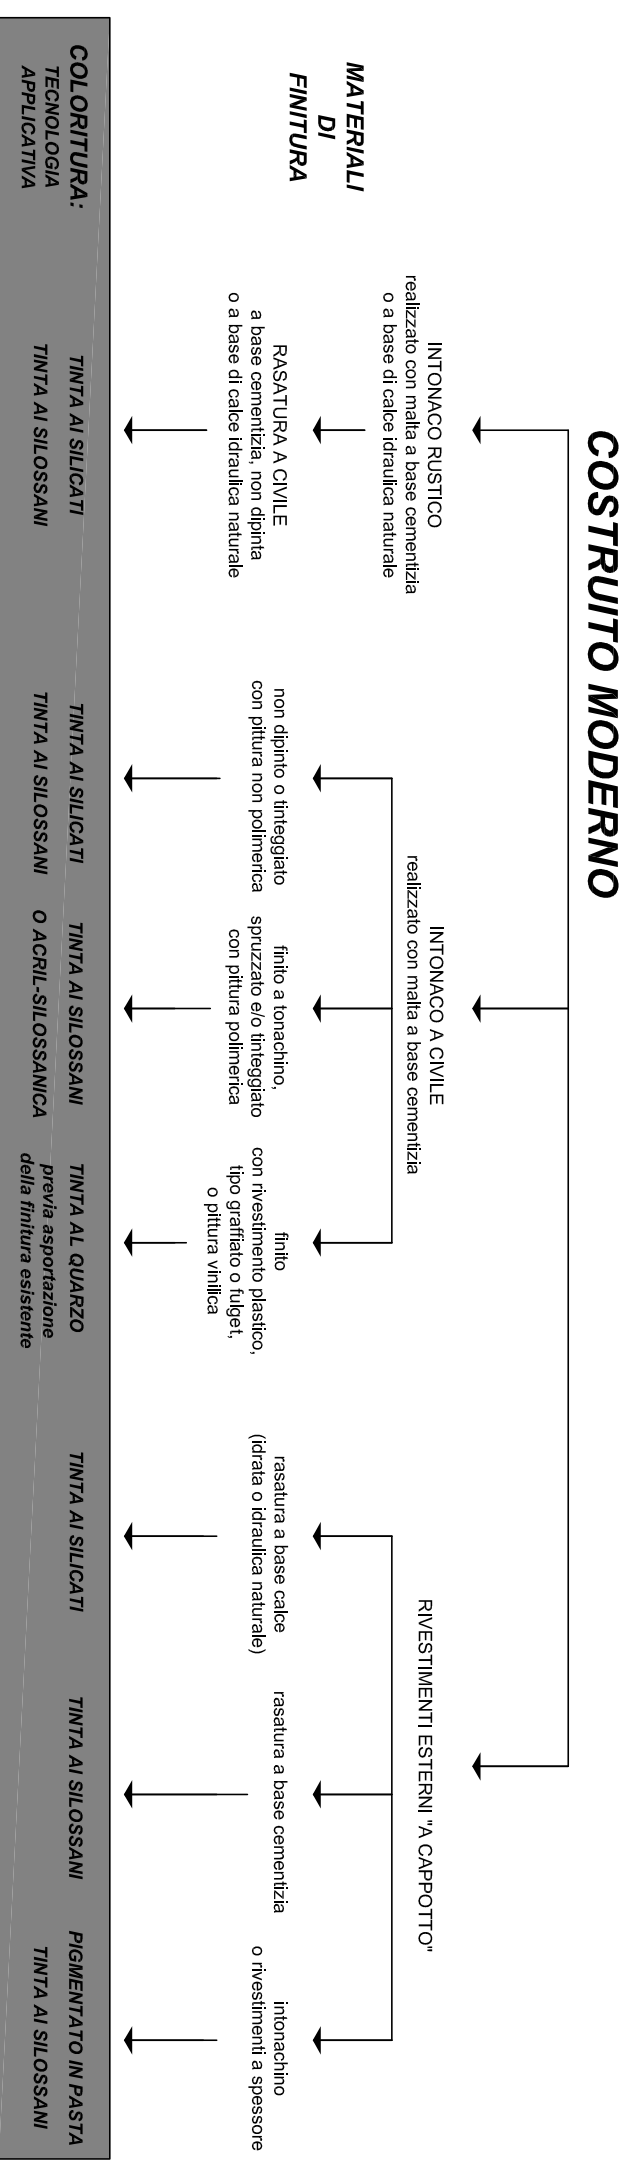 COSTRUITO MODERNO
MATERIALI
DI
FINITURA
INTONACO RUSTICO
realizzato con malta a base cementizia
o a base di calce idraulica naturale
RASATURA A CIVILE
a base cementizia, non dipinta
o a base di calce idraulica naturale
INTONACO A CIVILE
realizzato con malta a base cementizia
non dipinto o tinteggiato
con pittura non polimerica
finito a tonachino,
spruzzato e/o tinteggiato
con pittura polimerica
finito
con rivestimento plastico,
tipo graffiato o fulget,
o pittura vinilica
RIVESTIMENTI ESTERNI "A CAPPOTTO"
rasatura a base calce
(idrata o idraulica naturale)
rasatura a base cementizia
intonachino
o rivestimenti a spessore
COLORITURA:
TECNOLOGIA
APPLICATIVA
TINTA AI SILICATI
TINTA AI SILOSSANI
TINTA AI SILICATI
TINTA AI SILOSSANI
TINTA AI SILOSSANI
O ACRIL-SILOSSANICA
TINTA AL QUARZO
previa asportazione
della finitura esistente
TINTA AI SILICATI
TINTA AI SILOSSANI
PIGMENTATO IN PASTA
TINTA AI SILOSSANI